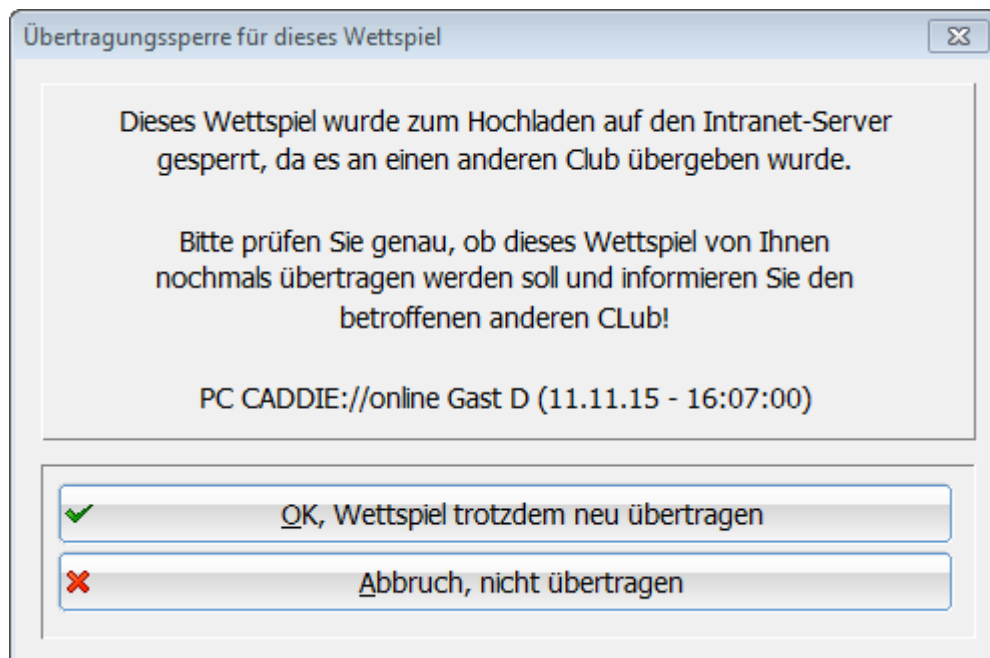 Übertragungssperre für dieses Wettspiel
Dieses Wettspiel wurde zum Hochladen auf den Intranet-Server
gesperrt, da es an einen anderen Club übergeben wurde.
Bitte prüfen Sie genau, ob dieses Wettspiel von Ihnen
nochmals übertragen werden soll und informieren Sie den
betroffenen anderen CLub!
PC CADDIE://online Gast D (11.11.15 - 16:07:00)
OK, Wettspiel trotzdem neu übertragen
Abbruch, nicht übertragen